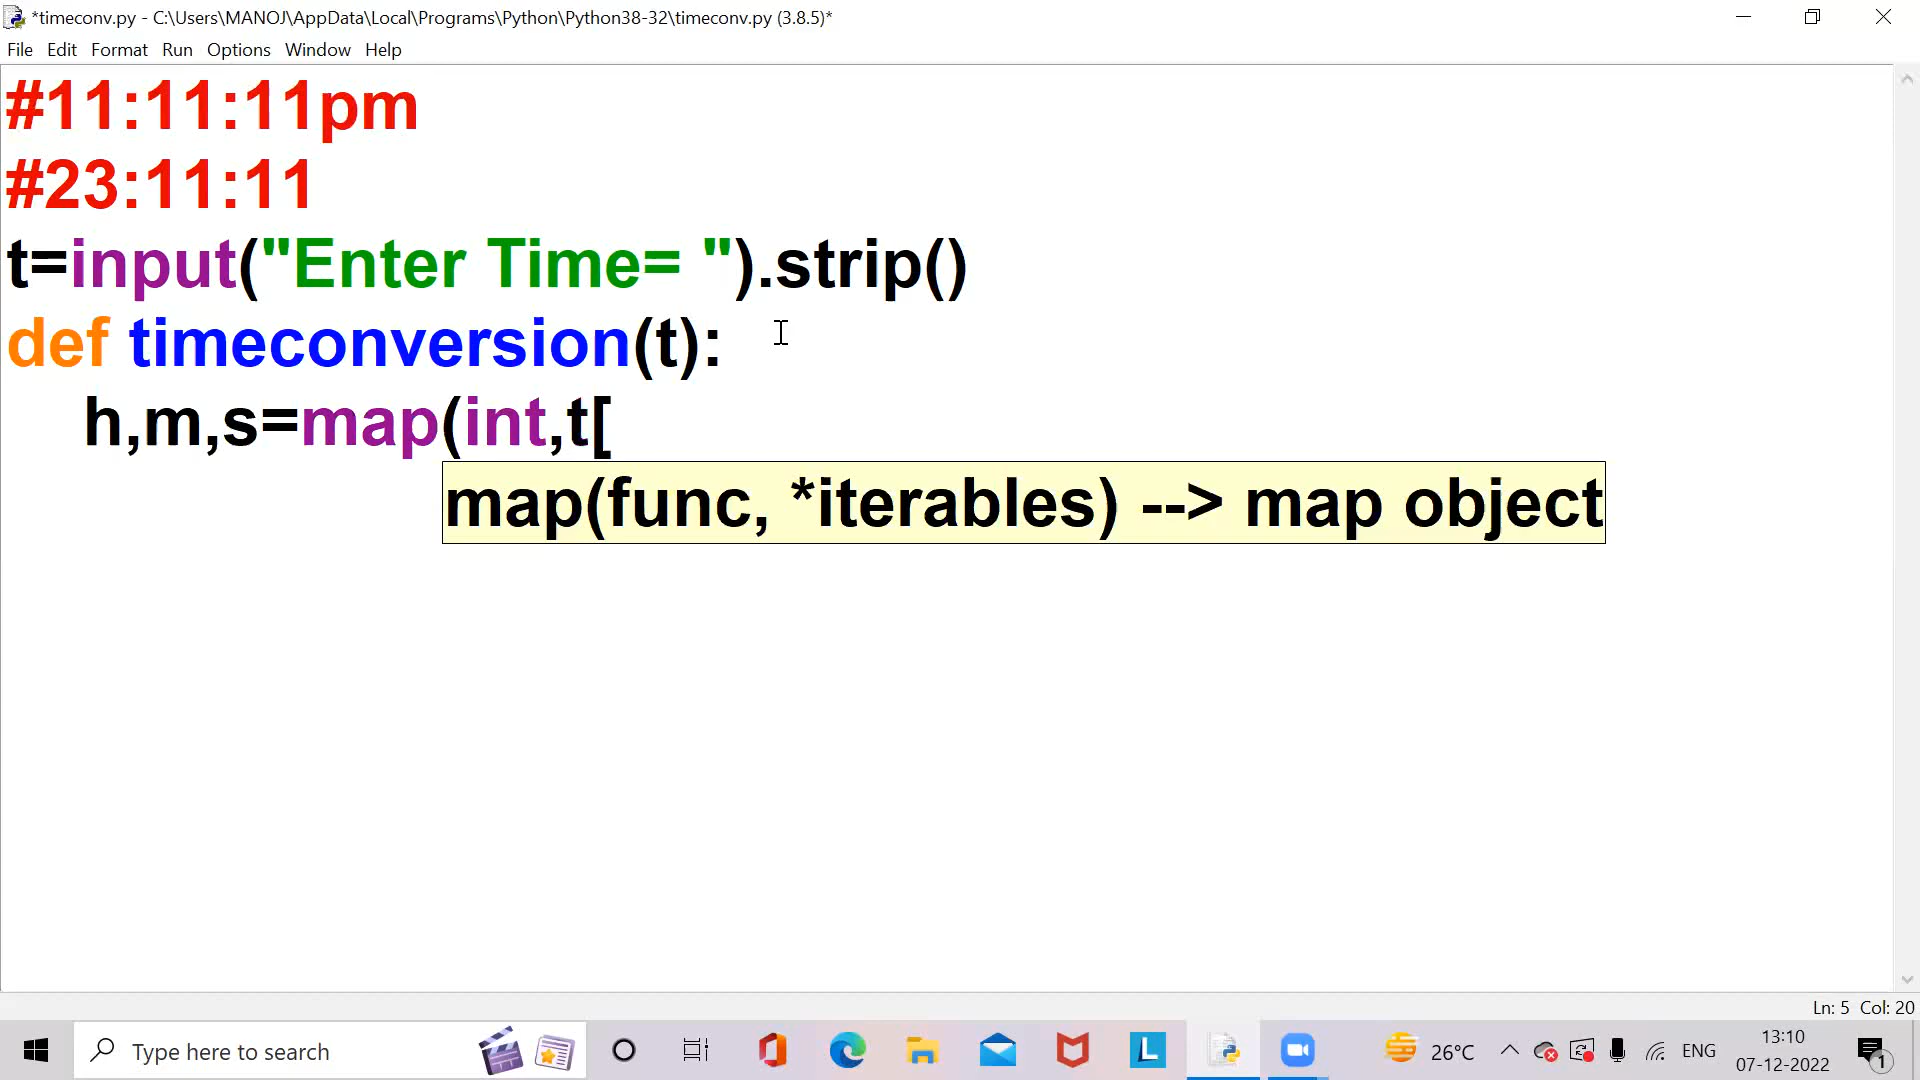 *timeconv.py - C:\Users\MANOJ\AppData\Local\Programs\Python\Python38-32\timeconv.py (3.8.5)*
File Edit Format Run Options Window Help
#11:11:11pm
#23:11:11
t=input("Enter Time= ").strip()
def timeconversion(t):
    h,m,s=map(int,t[
map(func, *iterables) --> map object
Ln: 5 Col: 20
Type here to search
L
26°C
ENG
13:10
07-12-2022
1